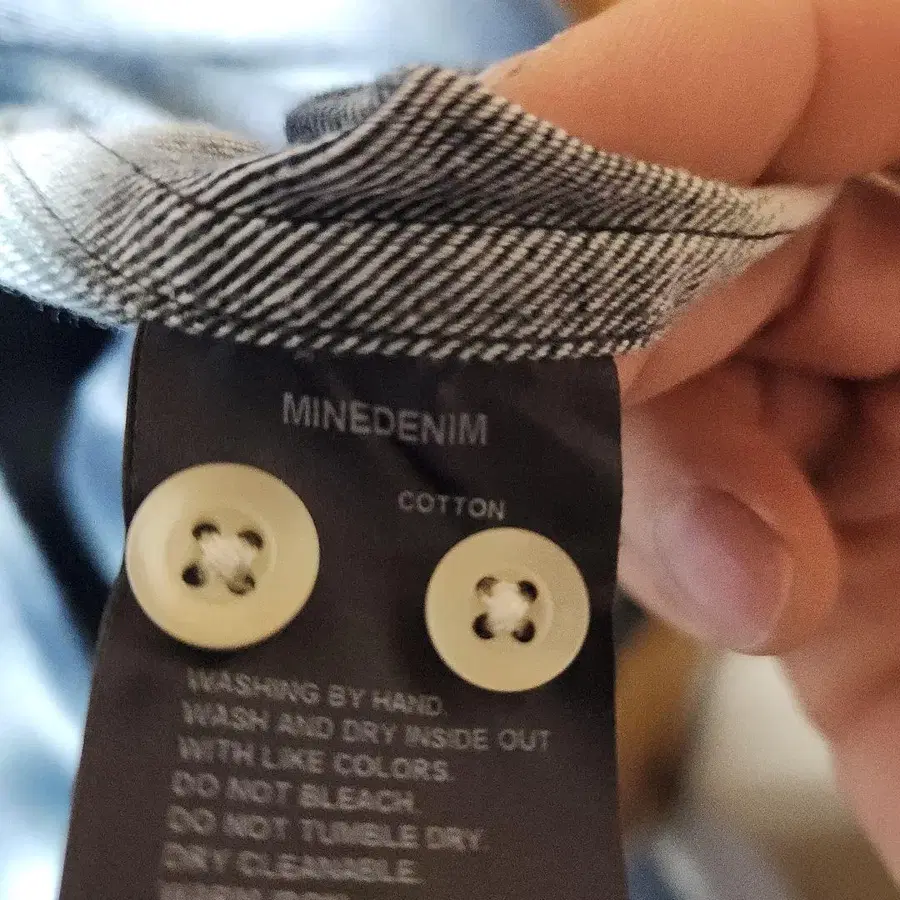 MINEDENIM
COTTON
WASHING BY HAND.
WASH AND DRY INSIDE OUT
WITH LIKE COLORS.
DO NOT BLEACH.
DO NOT TUMBLE DRY.
DRY CLEANABLE.